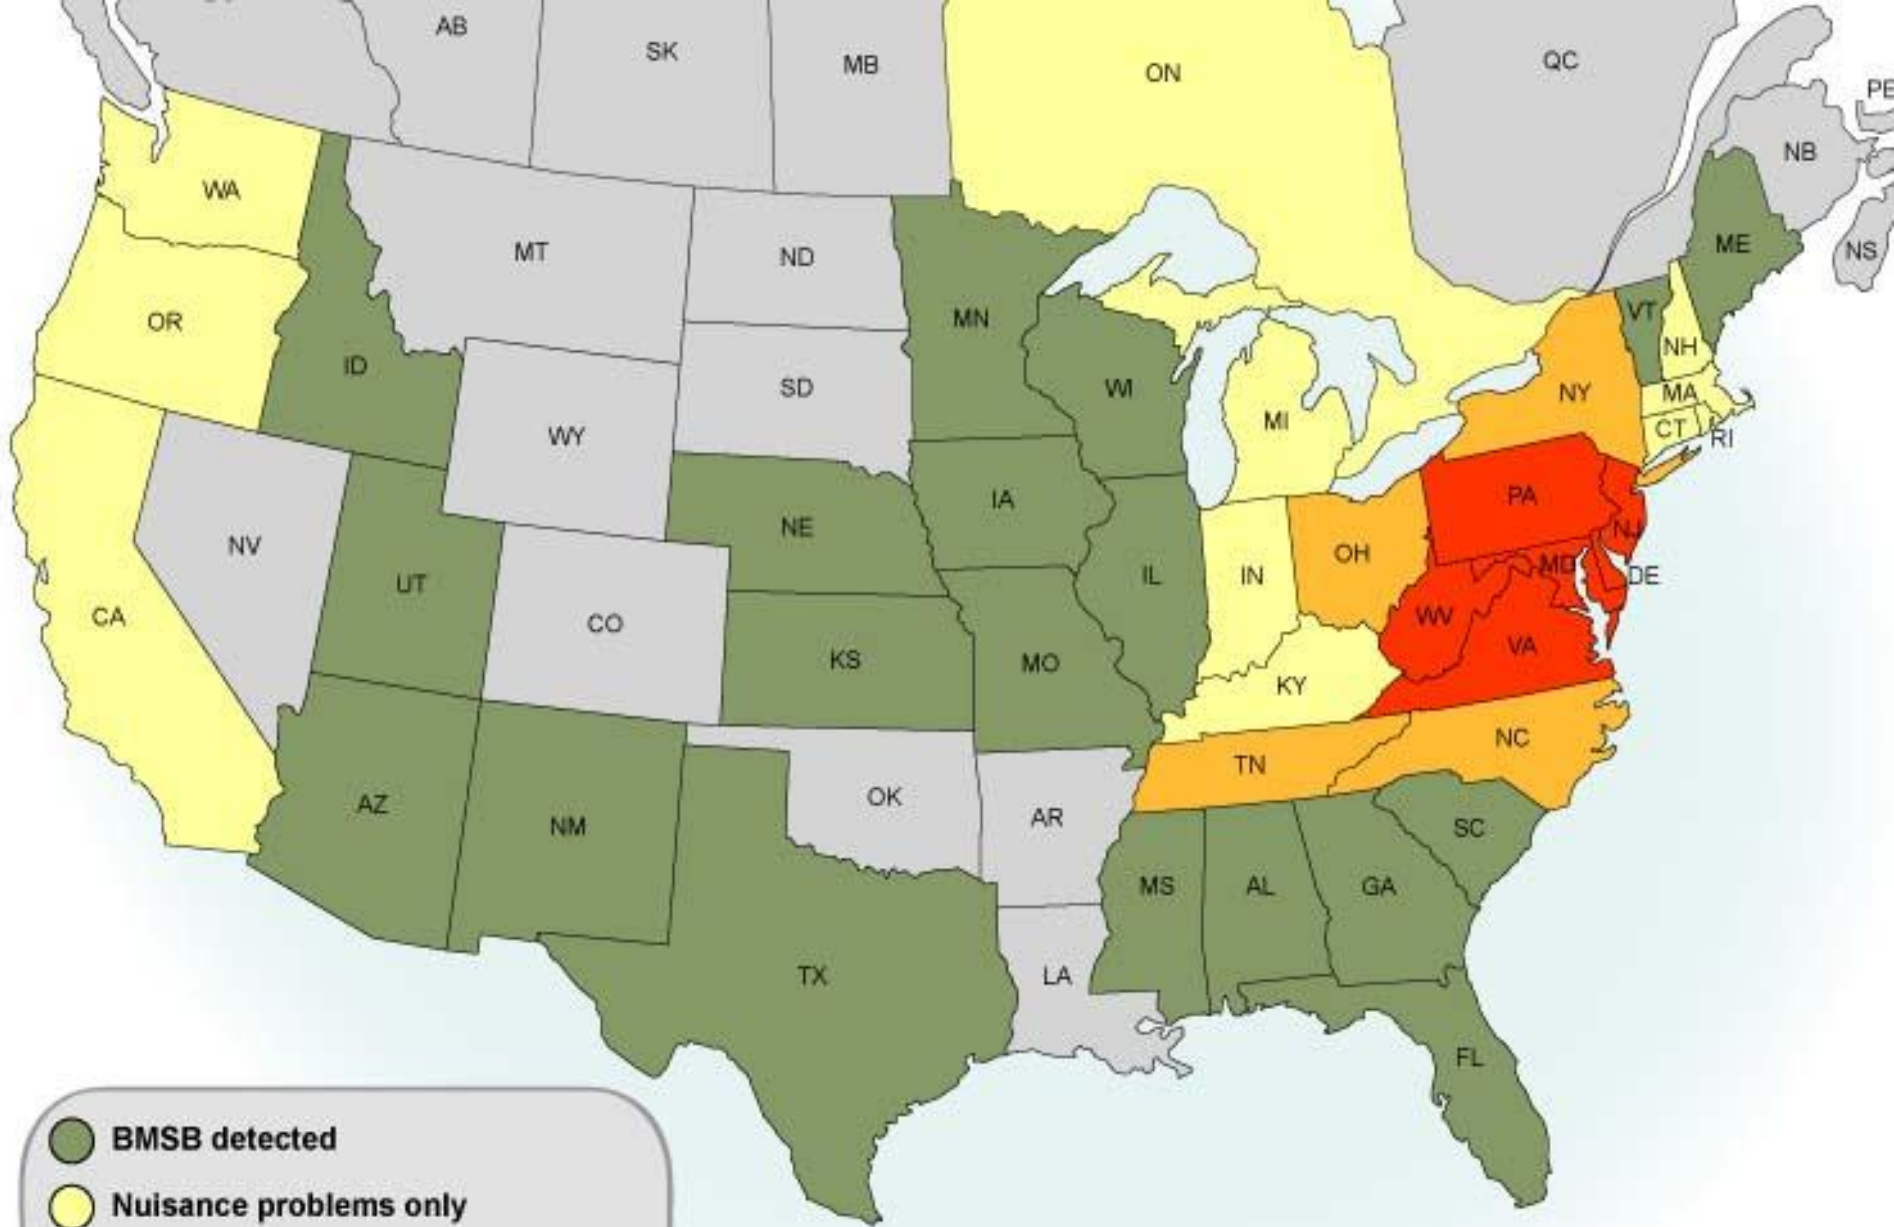 AB
SK
MB
ON
QC
PE
NB
NS
WA
MT
ND
MN
ME
OR
ID
SD
WI
VT
NH
NY
MA
CT
RI
MI
WY
IA
NE
PA
NJ
NV
UT
CO
IL
IN
OH
MD
DE
CA
KS
MO
WV
VA
KY
NC
TN
AZ
NM
OK
AR
SC
MS
AL
GA
TX
LA
FL
BMSB detected
Nuisance problems only